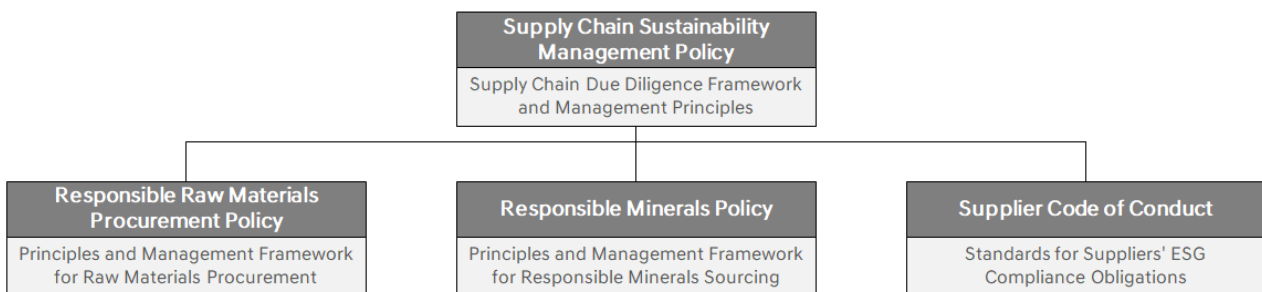 Supply Chain Sustainability
Management Policy
Supply Chain Due Diligence Framework
and Management Principles
Responsible Raw Materials
Procurement Policy
Principles and Management Framework
for Raw Materials Procurement
Responsible Minerals Policy
Principles and Management Framework
for Responsible Minerals Sourcing
Supplier Code of Conduct
Standards for Suppliers' ESG
Compliance Obligations